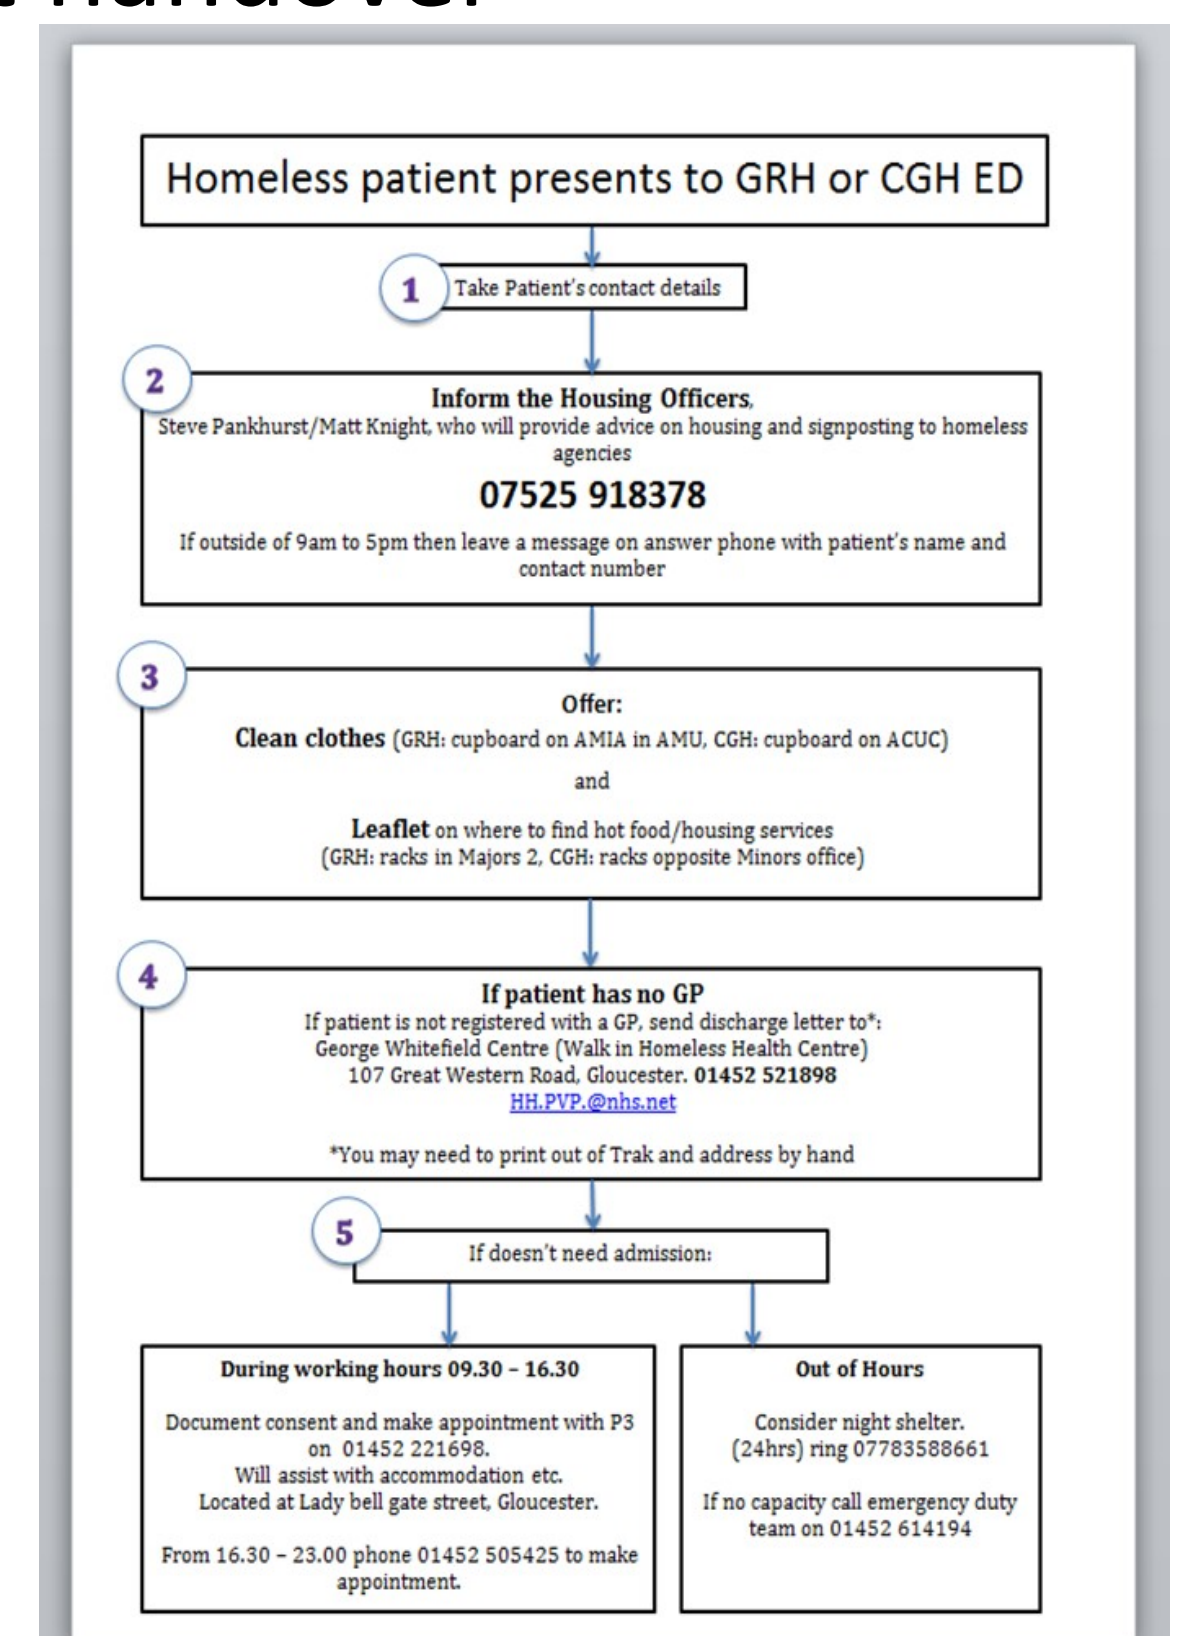 Homeless patient presents to GRH or CGH ED
1
Take Patient's contact details
2
Inform the Housing Officers,
Steve Pankhurst/Matt Knight, who will provide advice on housing and signposting to homeless
agencies
07525 918378
If outside of 9am to 5pm then leave a message on answer phone with patient's name and
contact number
3
Offer:
Clean clothes (GRH: cupboard on AMIA in AMU, CGH: cupboard on ACUC)
and
Leaflet on where to find hot food/housing services
(GRH: racks in Majors 2, CGH: racks opposite Minors office)
4
If patient has no GP
If patient is not registered with a GP, send discharge letter to*:
George Whitefield Centre (Walk in Homeless Health Centre)
107 Great Western Road, Gloucester. 01452 521898
HH.PVP.@nhs.net
*You may need to print out of Trak and address by hand
5
If doesn't need admission:
During working hours 09.30 – 16.30
Document consent and make appointment with P3
on 01452 221698.
Will assist with accommodation etc.
Located at Lady bell gate street, Gloucester.
From 16.30 – 23.00 phone 01452 505425 to make
appointment.
Out of Hours
Consider night shelter.
(24hrs) ring 07783588661
If no capacity call emergency duty
team on 01452 614194